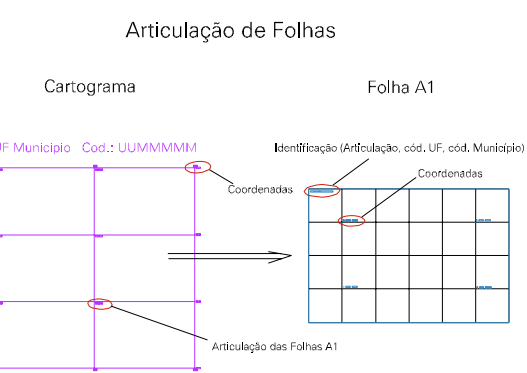 Articulação de Folhas
Cartograma
Folha A1
UF Município Cod.: UUMMMMM
Identificação (Articulação, cód. UF, cód. Município)
Coordenadas
Coordenadas
Articulação das Folhas A1